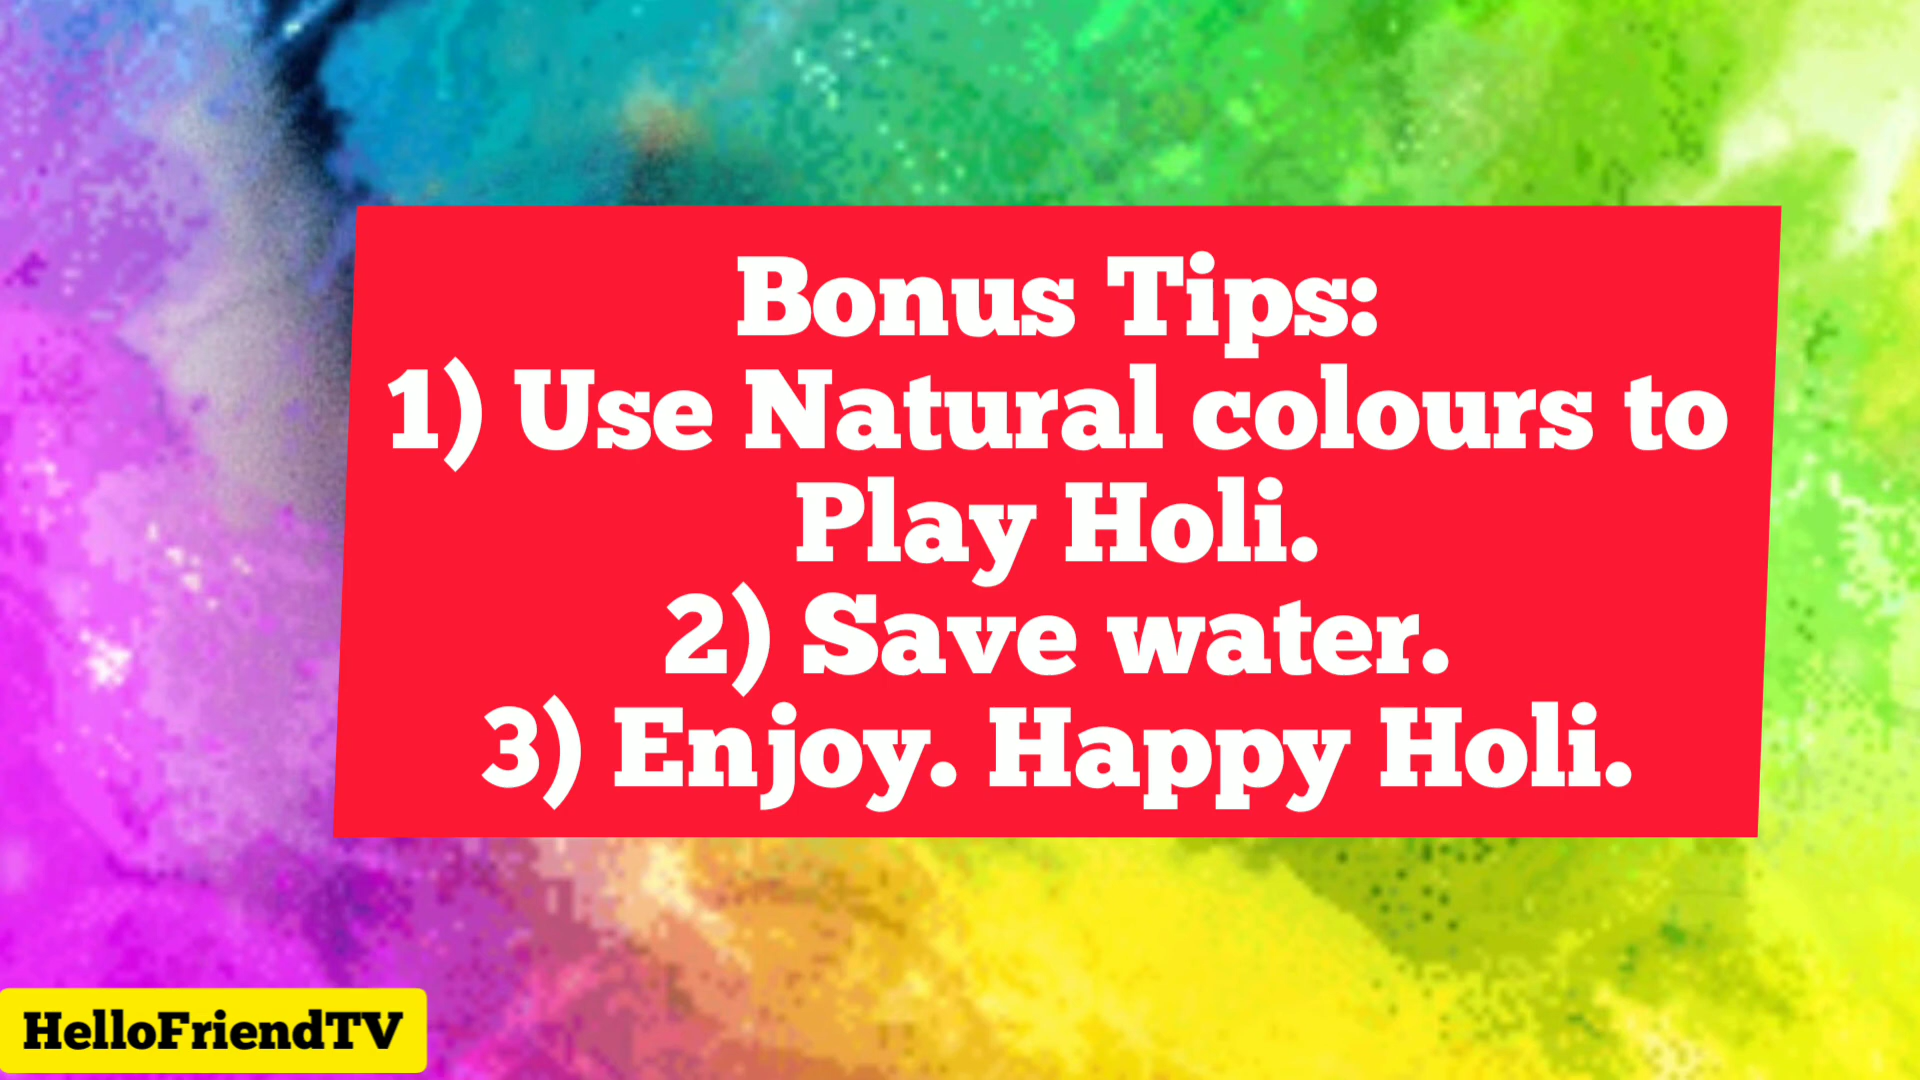 Bonus Tips:
1) Use Natural colours to
Play Holi.
2) Save water.
3) Enjoy. Happy Holi.
HelloFriendTV